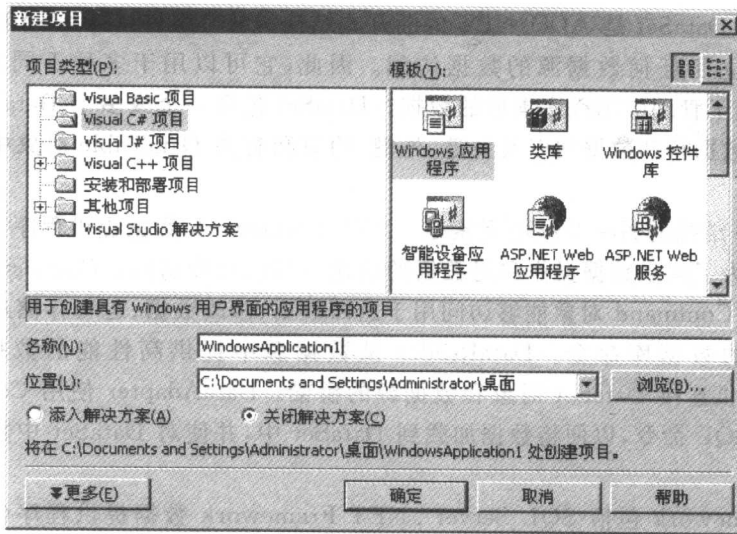 新建项目
项目类型(P):
模板(T):
Visual Basic 项目
Visual C# 项目
Visual J# 项目
Visual C++ 项目
安装和部署项目
其他项目
Visual Studio 解决方案
Windows 应用程序
类库
Windows 控件库
智能设备应用程序
ASP.NET Web 应用程序
ASP.NET Web 服务
用于创建具有 Windows 用户界面的应用程序的项目
名称(N):
WindowsApplication1
位置(L):
C:\Documents and Settings\Administrator\桌面
浏览(B)...
添入解决方案(A)
关闭解决方案(C)
将在 C:\Documents and Settings\Administrator\桌面\WindowsApplication1 处创建项目。
更多(E)
确定
取消
帮助